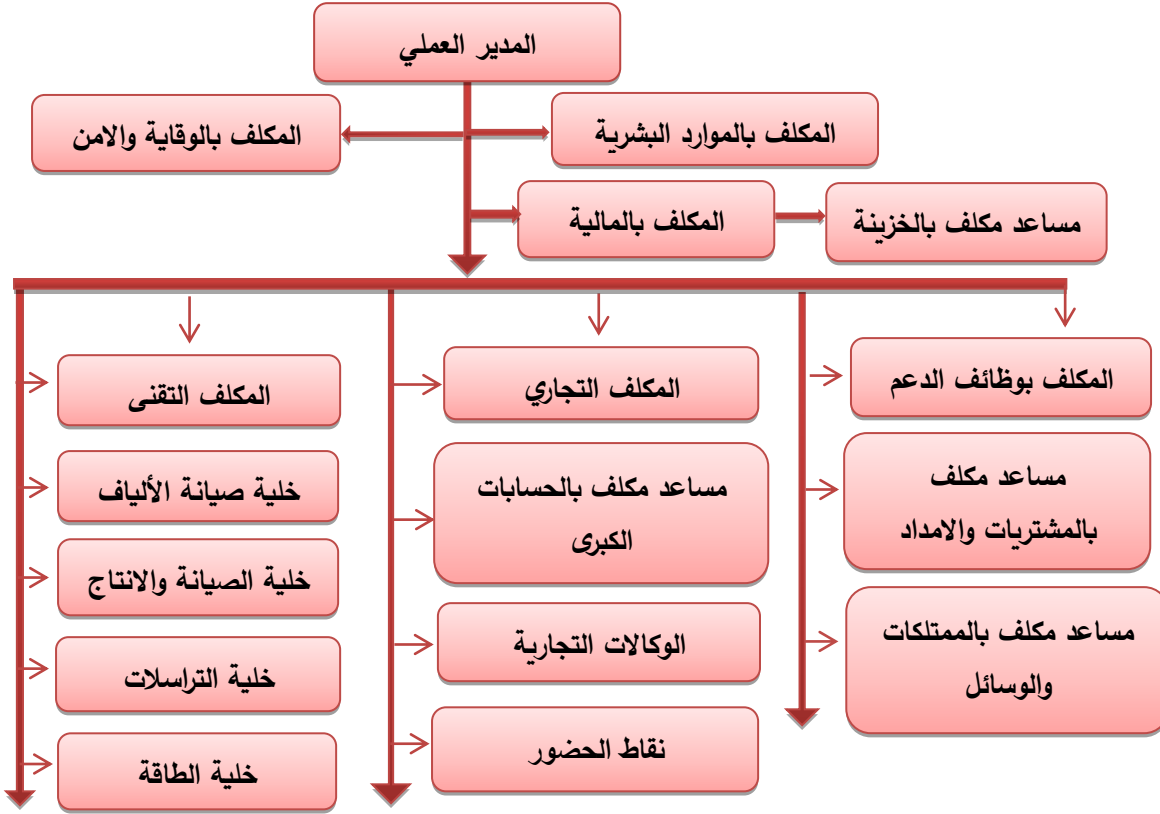 المدير العملي
المكلف بالموارد البشرية
المكلف بالوقاية والامن
مساعد مكلف بالخزينة
المكلف بالمالية
المكلف بوظائف الدعم
مساعد مكلف
بالمشتريات والامداد
مساعد مكلف بالممتلكات
والوسائل
المكلف التجاري
مساعد مكلف بالحسابات
الكبرى
الوكالات التجارية
نقاط الحضور
المكلف التقنى
خلية صيانة الألياف
خلية الصيانة والانتاج
خلية التراسلات
خلية الطاقة